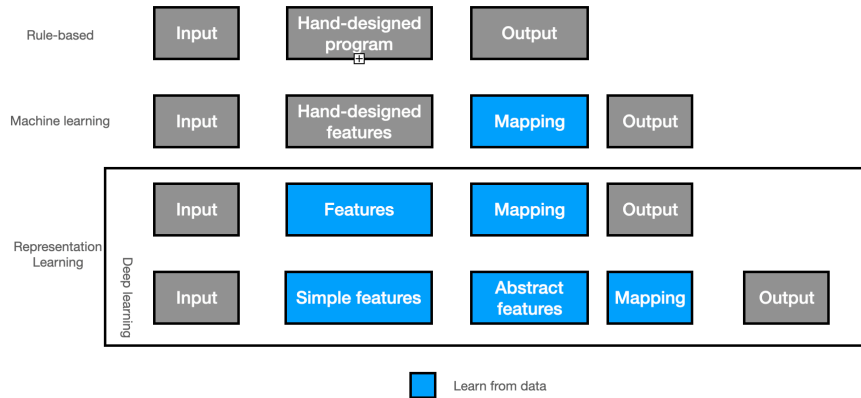 Rule-based
Input
Hand-designed
program
Output
Machine learning
Input
Hand-designed
features
Mapping
Output
Representation
Learning
Deep learning
Input
Features
Mapping
Output
Input
Simple features
Abstract
features
Mapping
Output
Learn from data